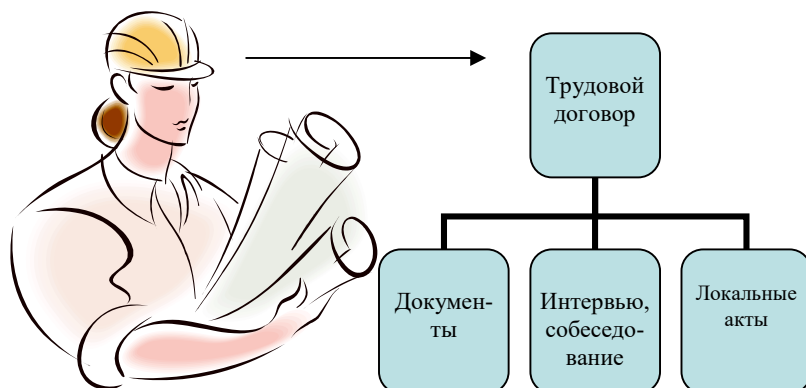 Трудовой
договор
Докумен-
ты
Интервью,
собеседо-
вание
Локальные
акты